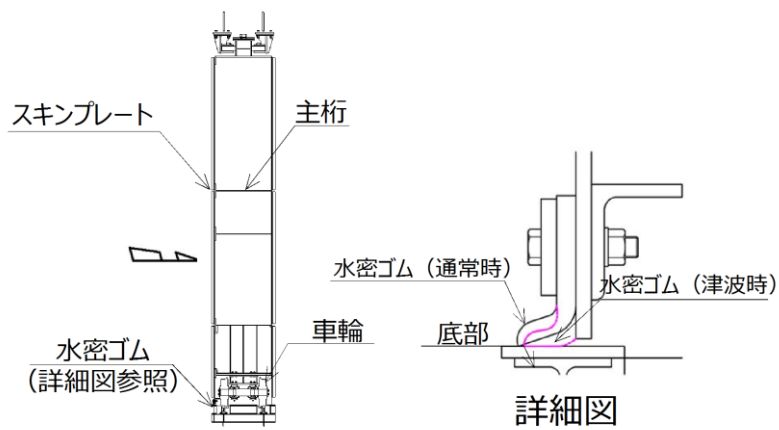 スキンプレート
主桁
水密ゴム（通常時）
水密ゴム（津波時）
底部
車輪
水密ゴム
（詳細図参照）
詳細図